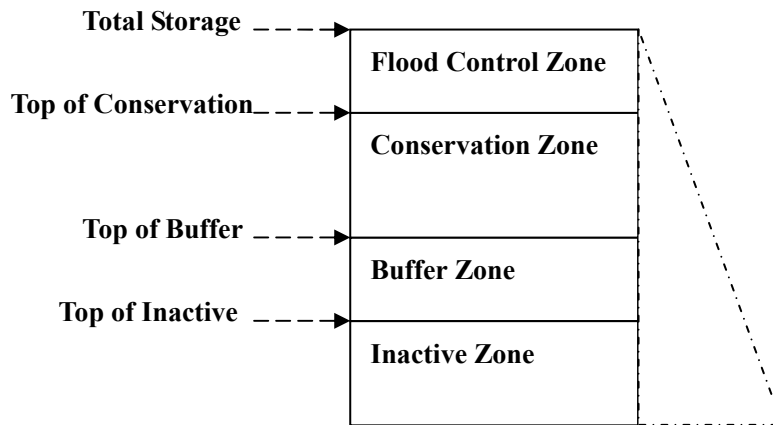 Total Storage
Flood Control Zone
Top of Conservation
Conservation Zone
Top of Buffer
Buffer Zone
Top of Inactive
Inactive Zone